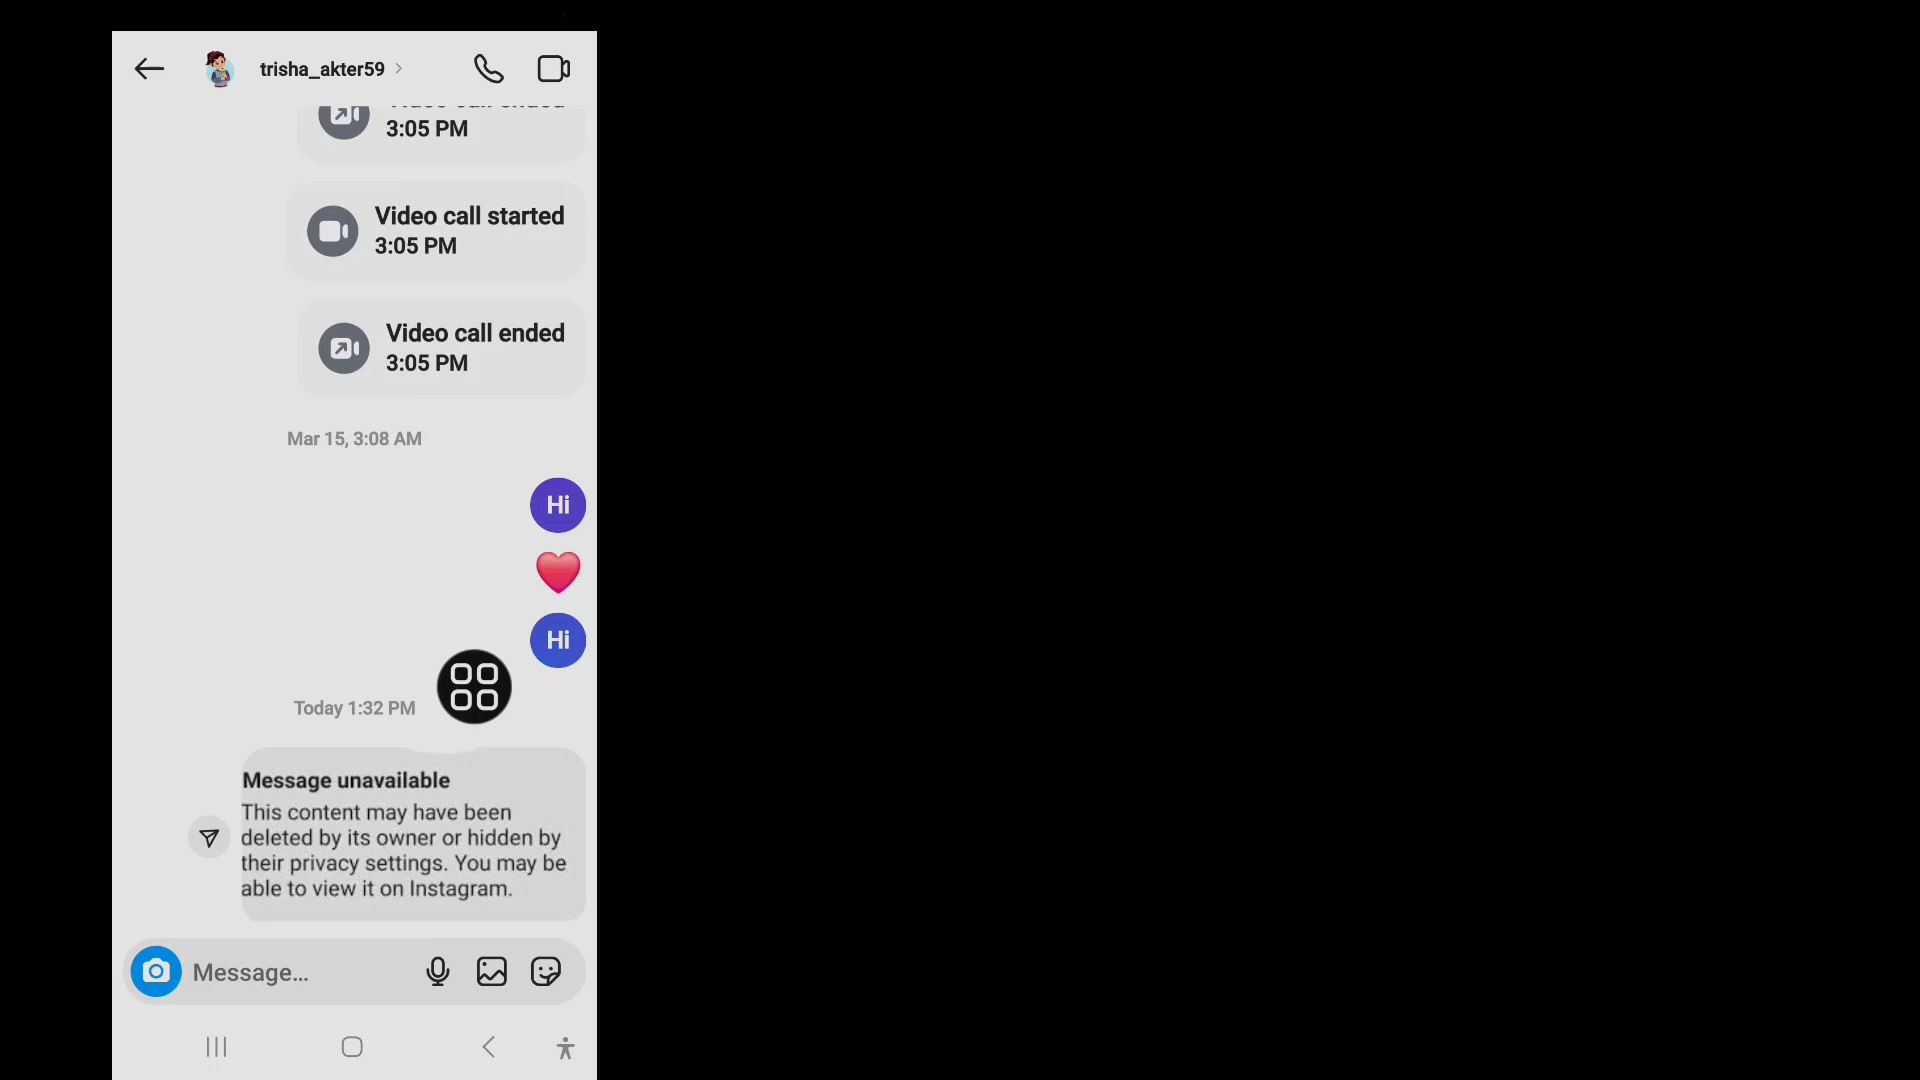 trisha_akter59
3:05 PM
Video call started
3:05 PM
Video call ended
3:05 PM
Mar 15, 3:08 AM
Hi
Hi
Today 1:32 PM
Message unavailable
This content may have been
deleted by its owner or hidden by
their privacy settings. You may be
able to view it on Instagram.
Message...